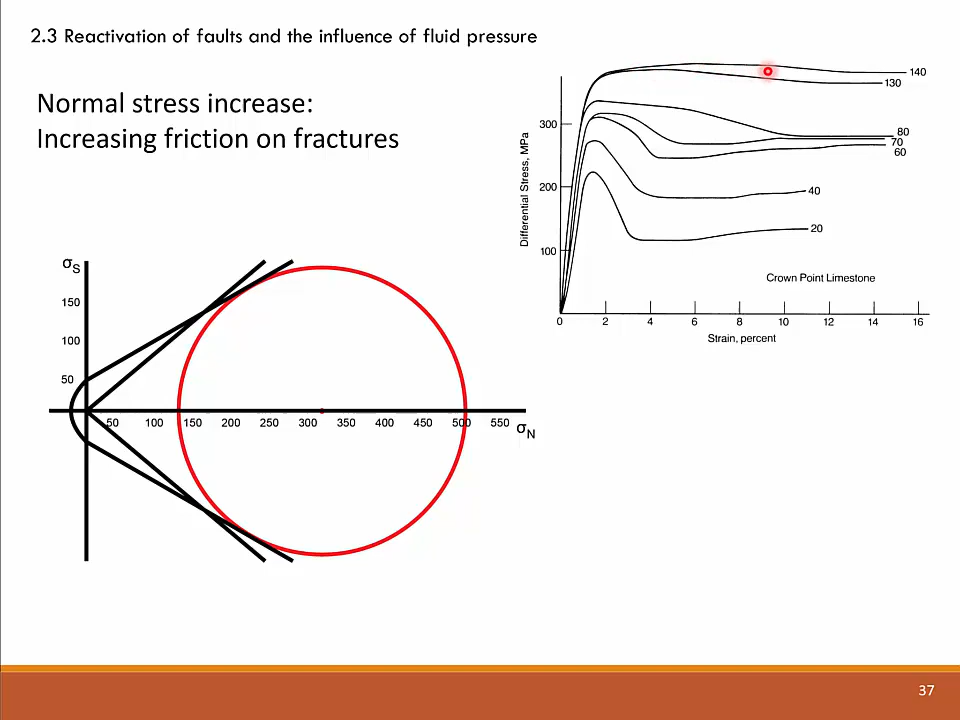 2.3 Reactivation of faults and the influence of fluid pressure
Normal stress increase:
Increasing friction on fractures
σS
150
100
50
50 100 150 200 250 300 350 400 450 500 550
σN
Differential Stress, MPa
300
200
100
140
130
80
70
60
40
20
Crown Point Limestone
0 2 4 6 8 10 12 14 16
Strain, percent
37